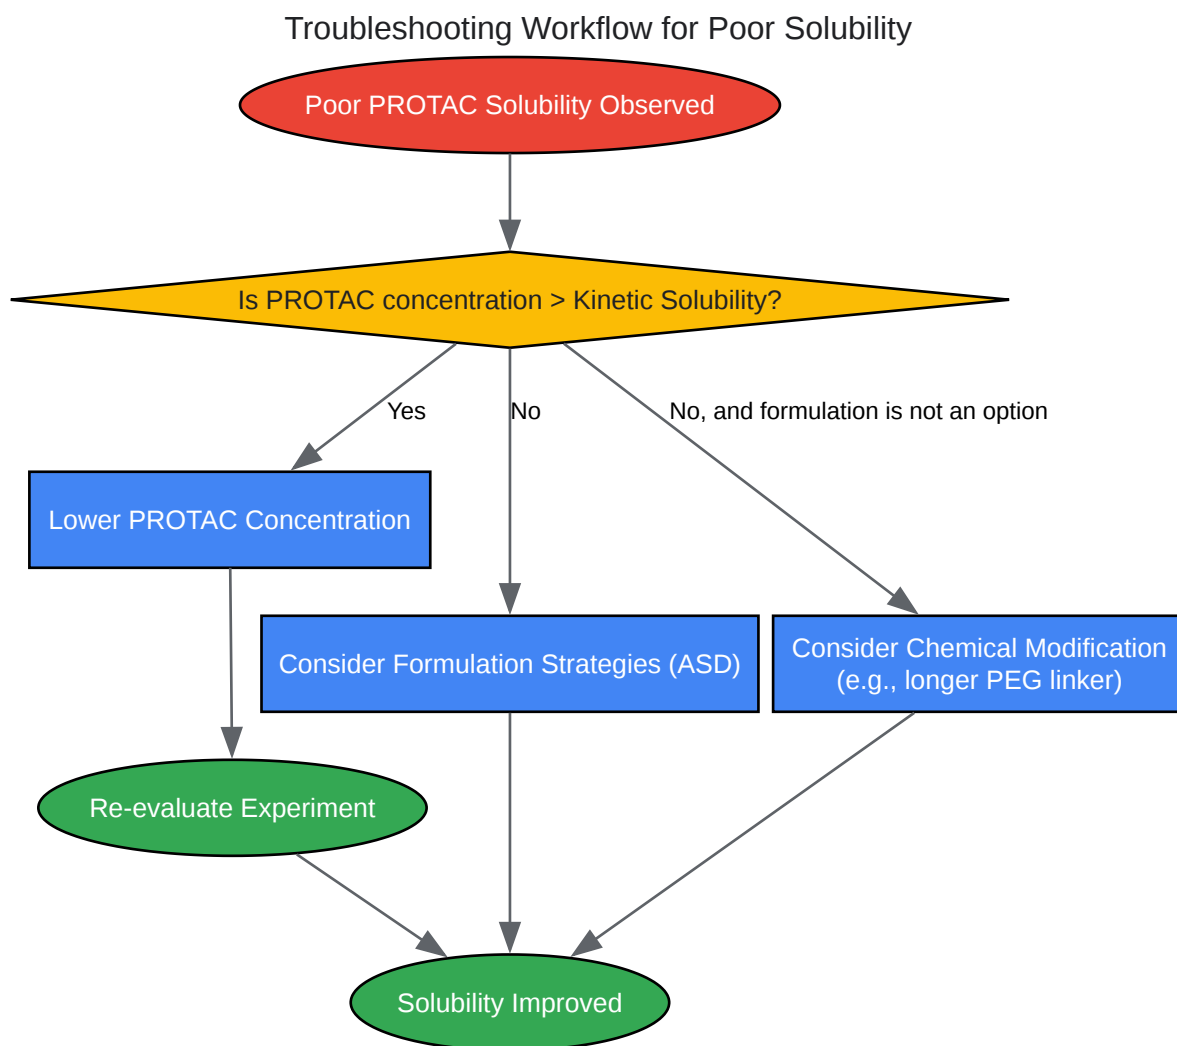 Troubleshooting Workflow for Poor Solubility
Poor PROTAC Solubility Observed
Is PROTAC concentration > Kinetic Solubility?
Yes
No
No, and formulation is not an option
Lower PROTAC Concentration
Consider Formulation Strategies (ASD)
Consider Chemical Modification
(e.g., longer PEG linker)
Re-evaluate Experiment
Solubility Improved